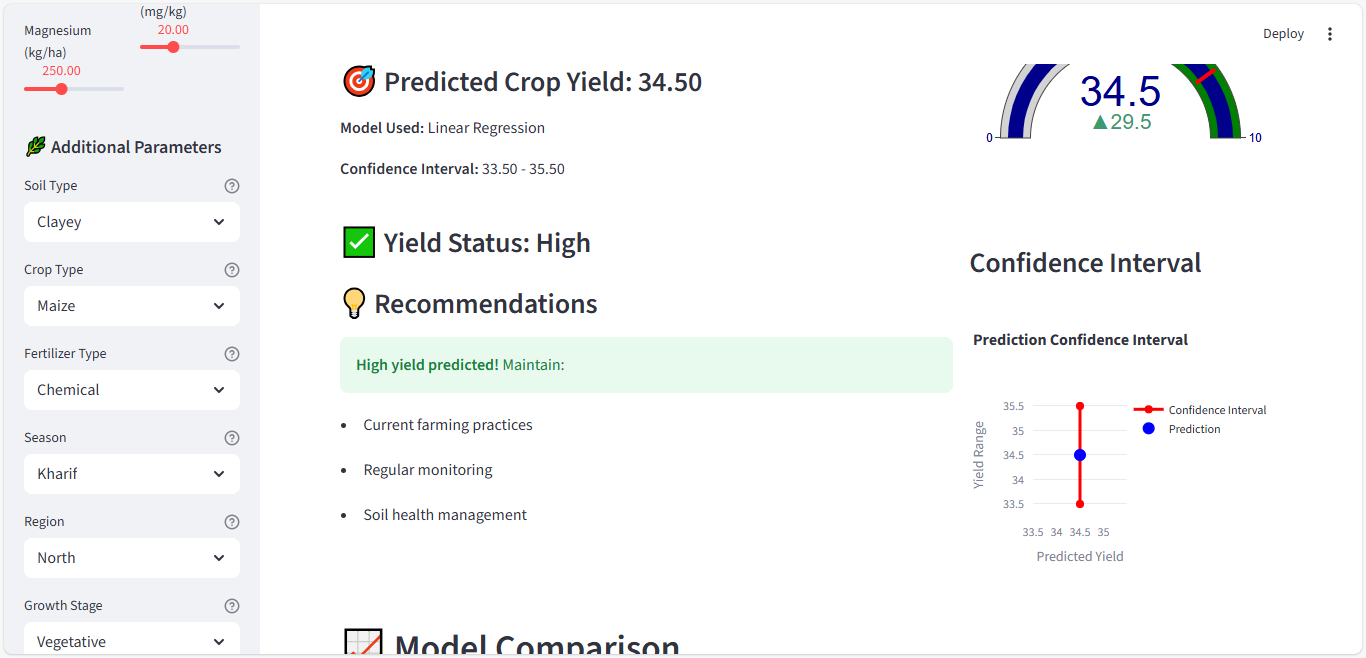 (mg/kg)
20.00
Magnesium
(kg/ha)
250.00
Additional Parameters
Soil Type
Clayey
Crop Type
Maize
Fertilizer Type
Chemical
Season
Kharif
Region
North
Growth Stage
Vegetative
Deploy
Predicted Crop Yield: 34.50
Model Used: Linear Regression
Confidence Interval: 33.50 - 35.50
Yield Status: High
Recommendations
High yield predicted! Maintain:
Current farming practices
Regular monitoring
Soil health management
Model Comparison
34.5
▲29.5
0
10
Confidence Interval
Prediction Confidence Interval
35.5
35
34.5
34
33.5
Yield Range
33.5 34 34.5 35
Predicted Yield
Confidence Interval
Prediction